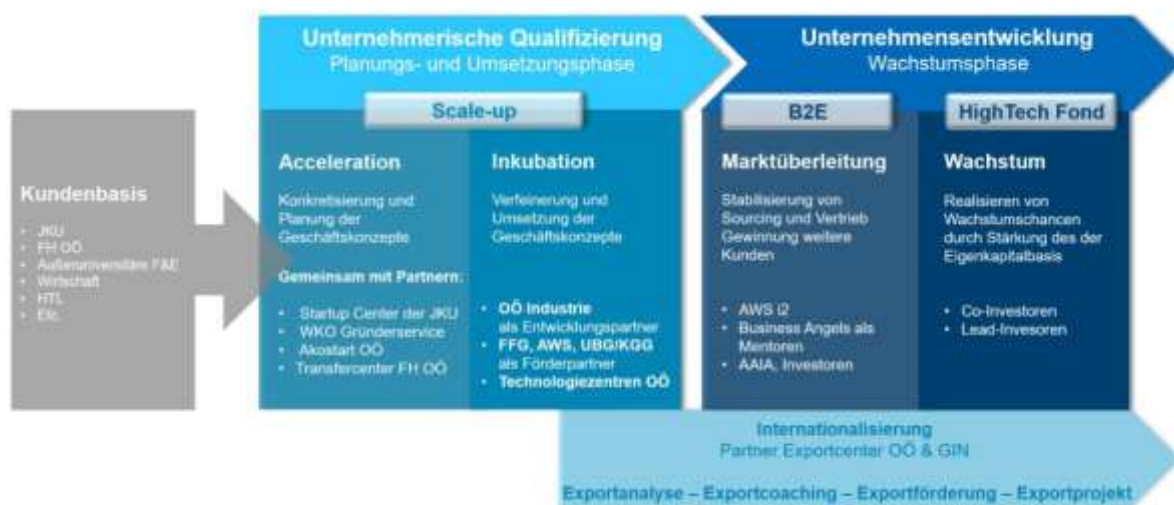 Unternehmerische Qualifizierung
Planungs- und Umsetzungsphase
Unternehmensentwicklung
Wachstumsphase
Scale-up
B2E
HighTech Fond
Kundenbasis
• JKU
• FH OÖ
• Außeruniversitäre F&E
• Wirtschaft
• HTL
• Etc.
Acceleration
Konkretisierung und
Planung der
Geschäftskonzepte
Gemeinsam mit Partnern:
• Startup Center der JKU
• WKO Gründerservice
• Akostart OÖ
• Transfercenter FH OÖ
Inkubation
Verfeinerung und
Umsetzung der
Geschäftskonzepte
• OÖ Industrie
als Entwicklungspartner
• FFG, AWS, UBG/KGG
als Förderpartner
• Technologiezentren OÖ
Marktüberleitung
Stabilisierung von
Sourcing und Vertrieb
Gewinnung weitere
Kunden
• AWS i2
• Business Angels als
Mentoren
• AAIA, Investoren
Wachstum
Realisieren von
Wachstumschancen
durch Stärkung des der
Eigenkapitalbasis
• Co-Investoren
• Lead-Invesoren
Internationalisierung
Partner Exportcenter OÖ & GIN
Exportanalyse – Exportcoaching – Exportförderung – Exportprojekt